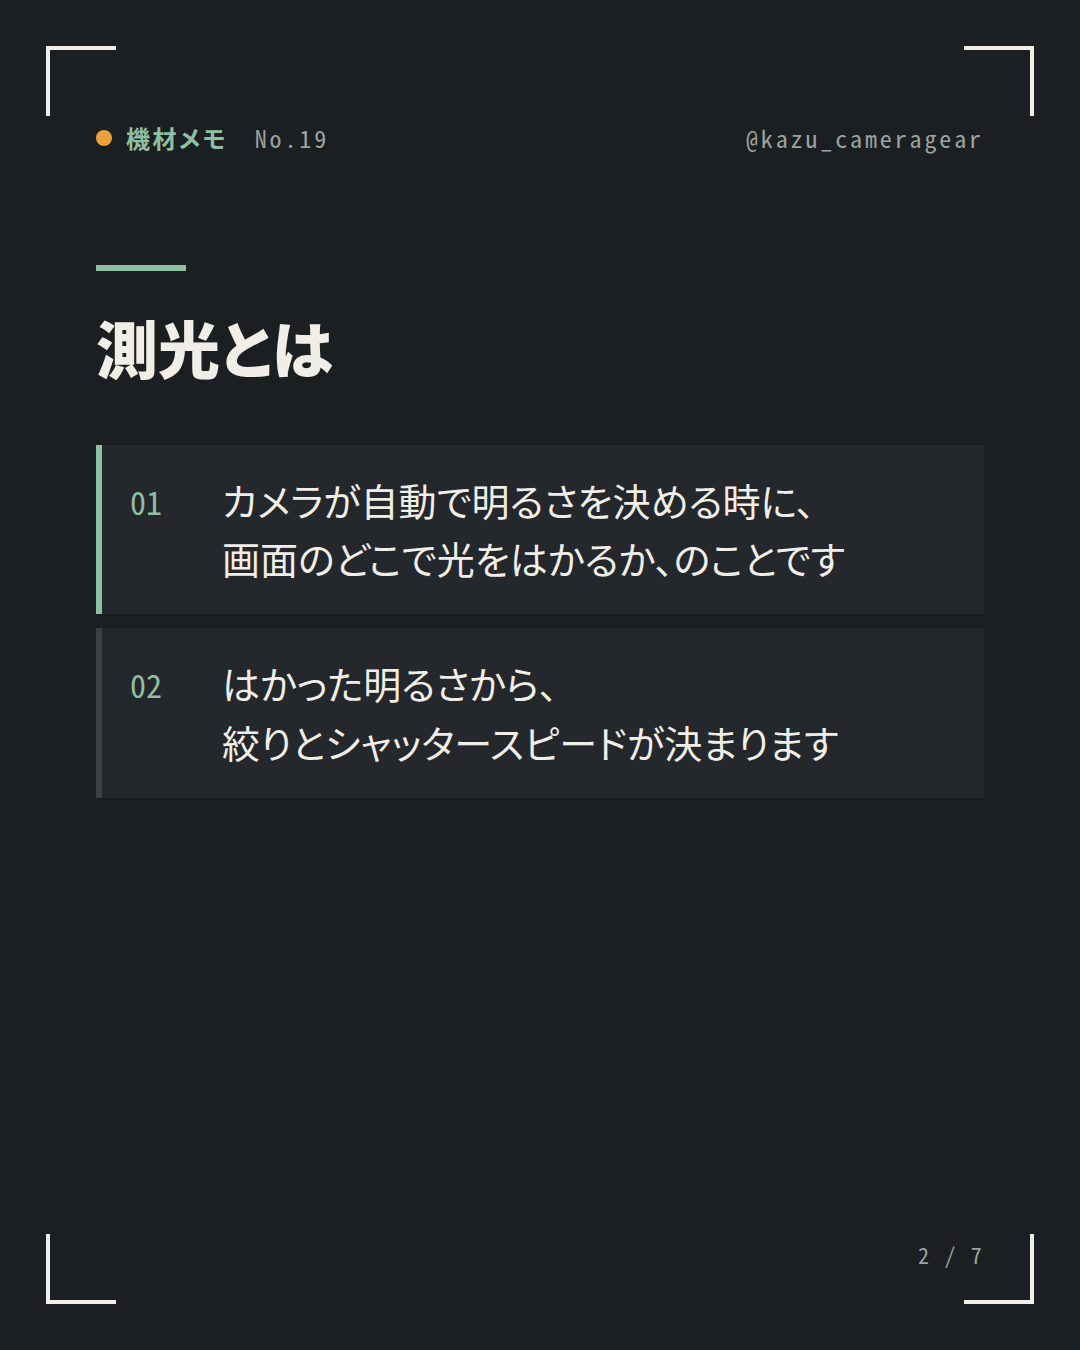 機材メモ No.19
@kazu_cameragear
測光とは
01 カメラが自動で明るさを決める時に、
画面のどこで光をはかるか、のことです
02 はかった明るさから、
絞りとシャッタースピードが決まります
2 / 7